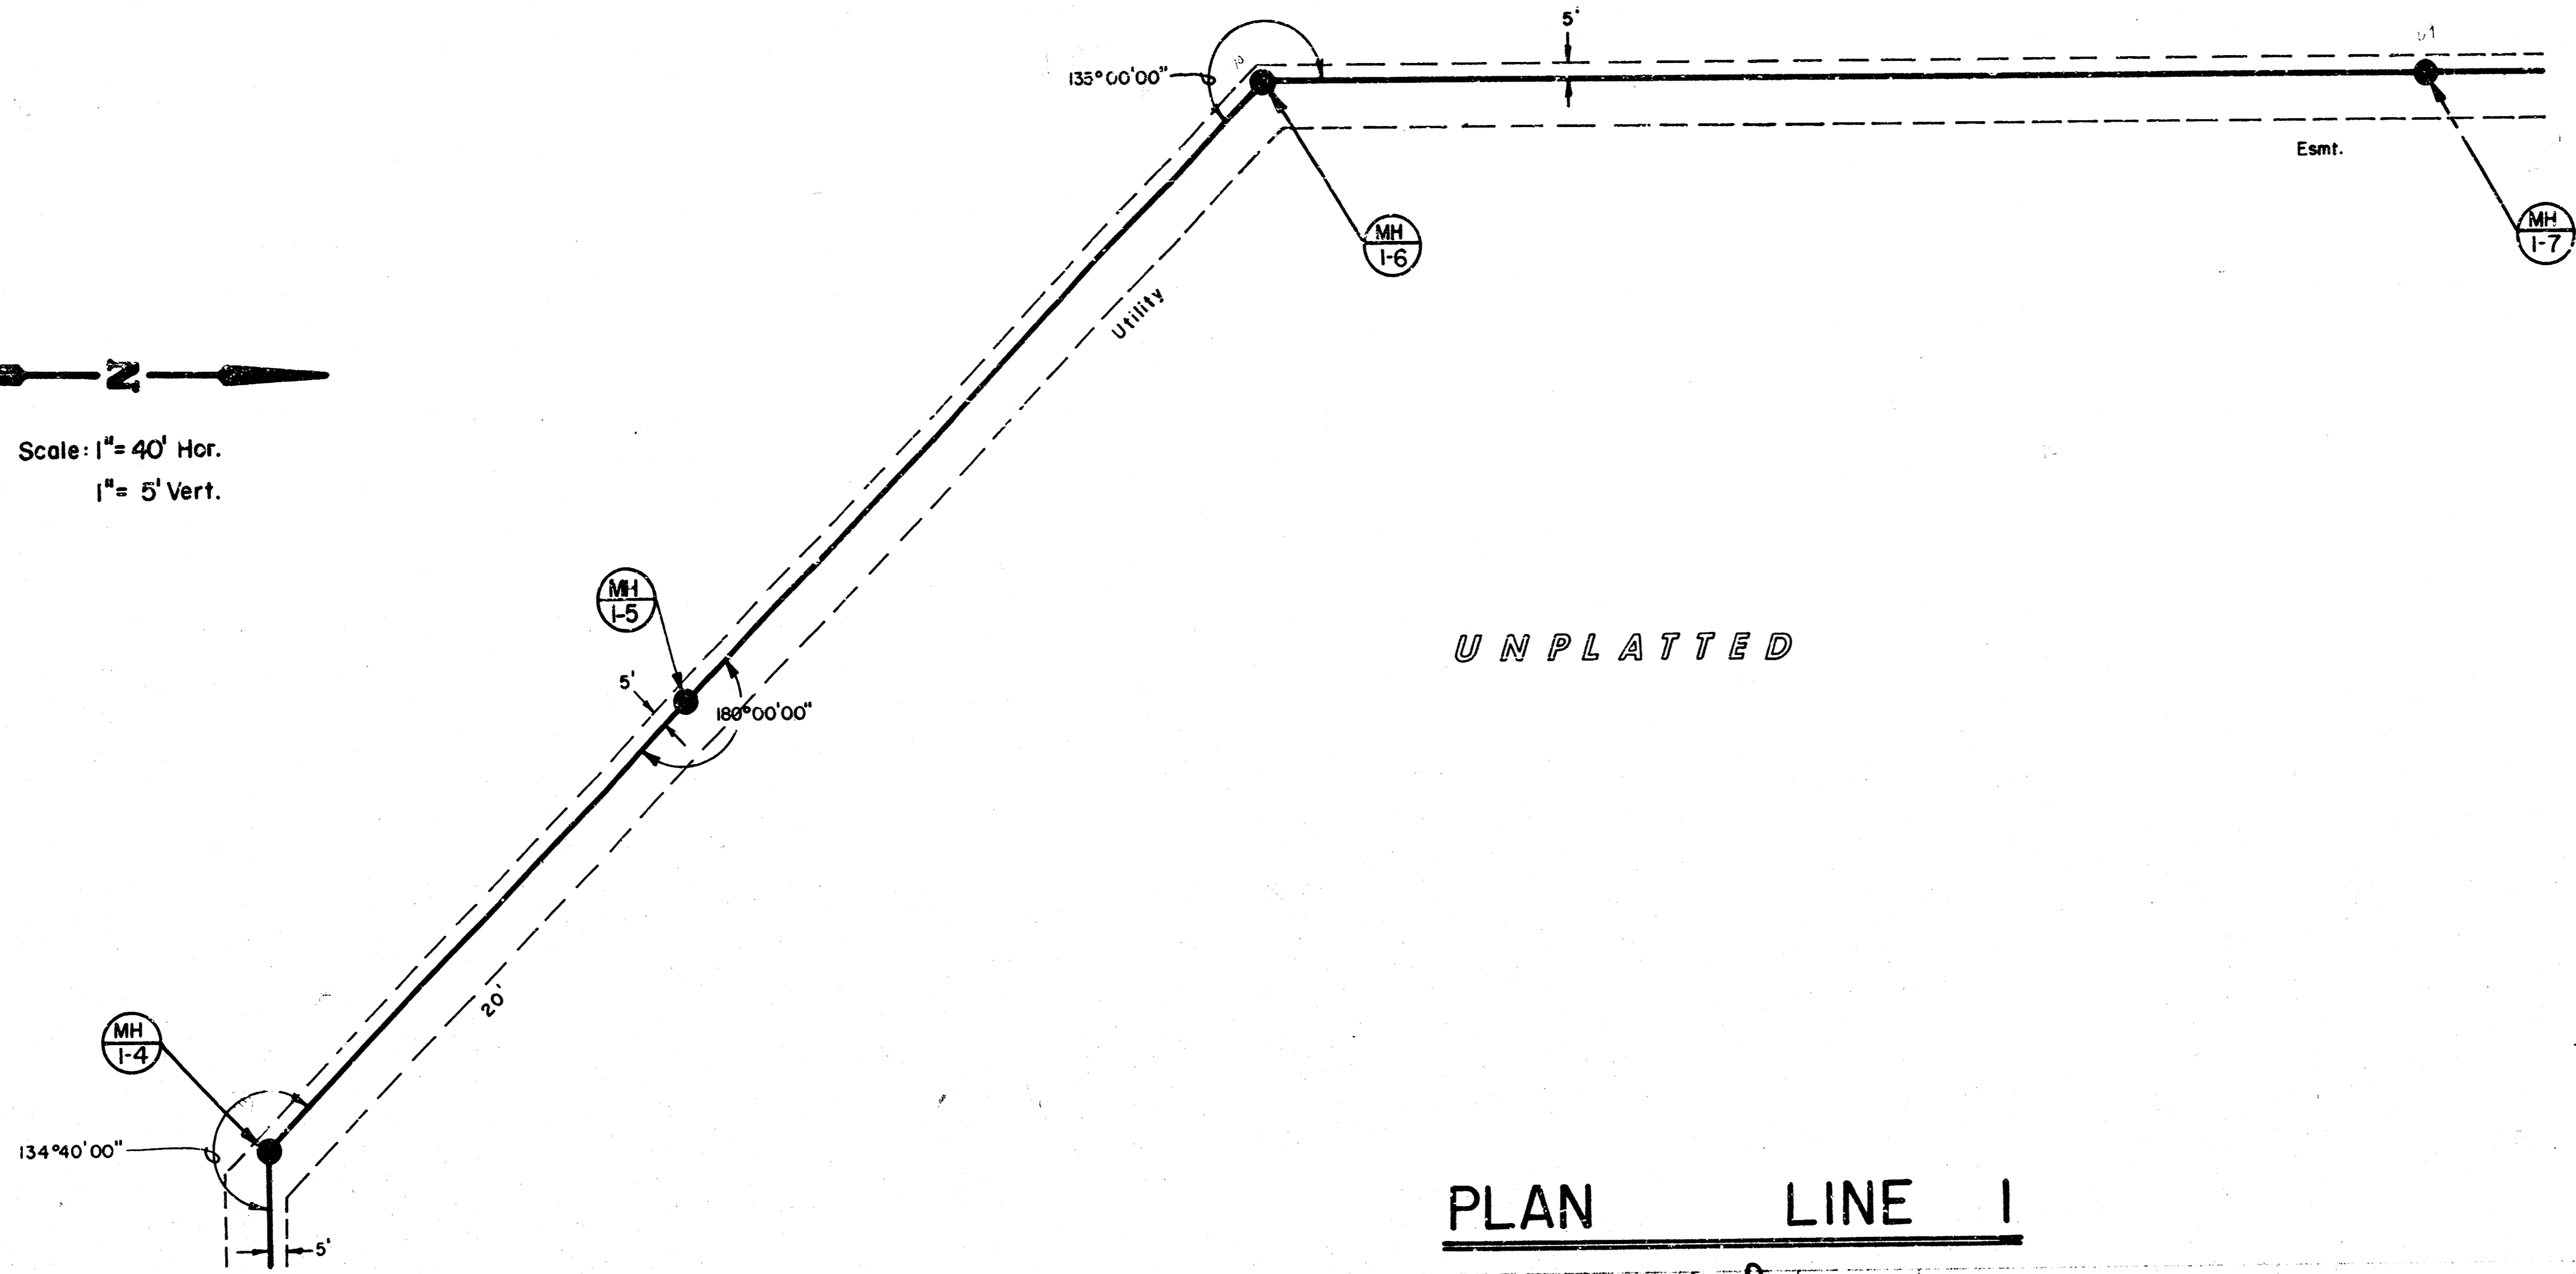 5'
135°00'00"
Esmt.
MH
1-6
MH
1-7
Utility
N
Scale: 1"= 40' Hor.
1"= 5' Vert.
MH
1-5
UNPLATTED
5'
180°00'00"
20'
MH
1-4
134°40'00"
PLAN LINE 1
5'